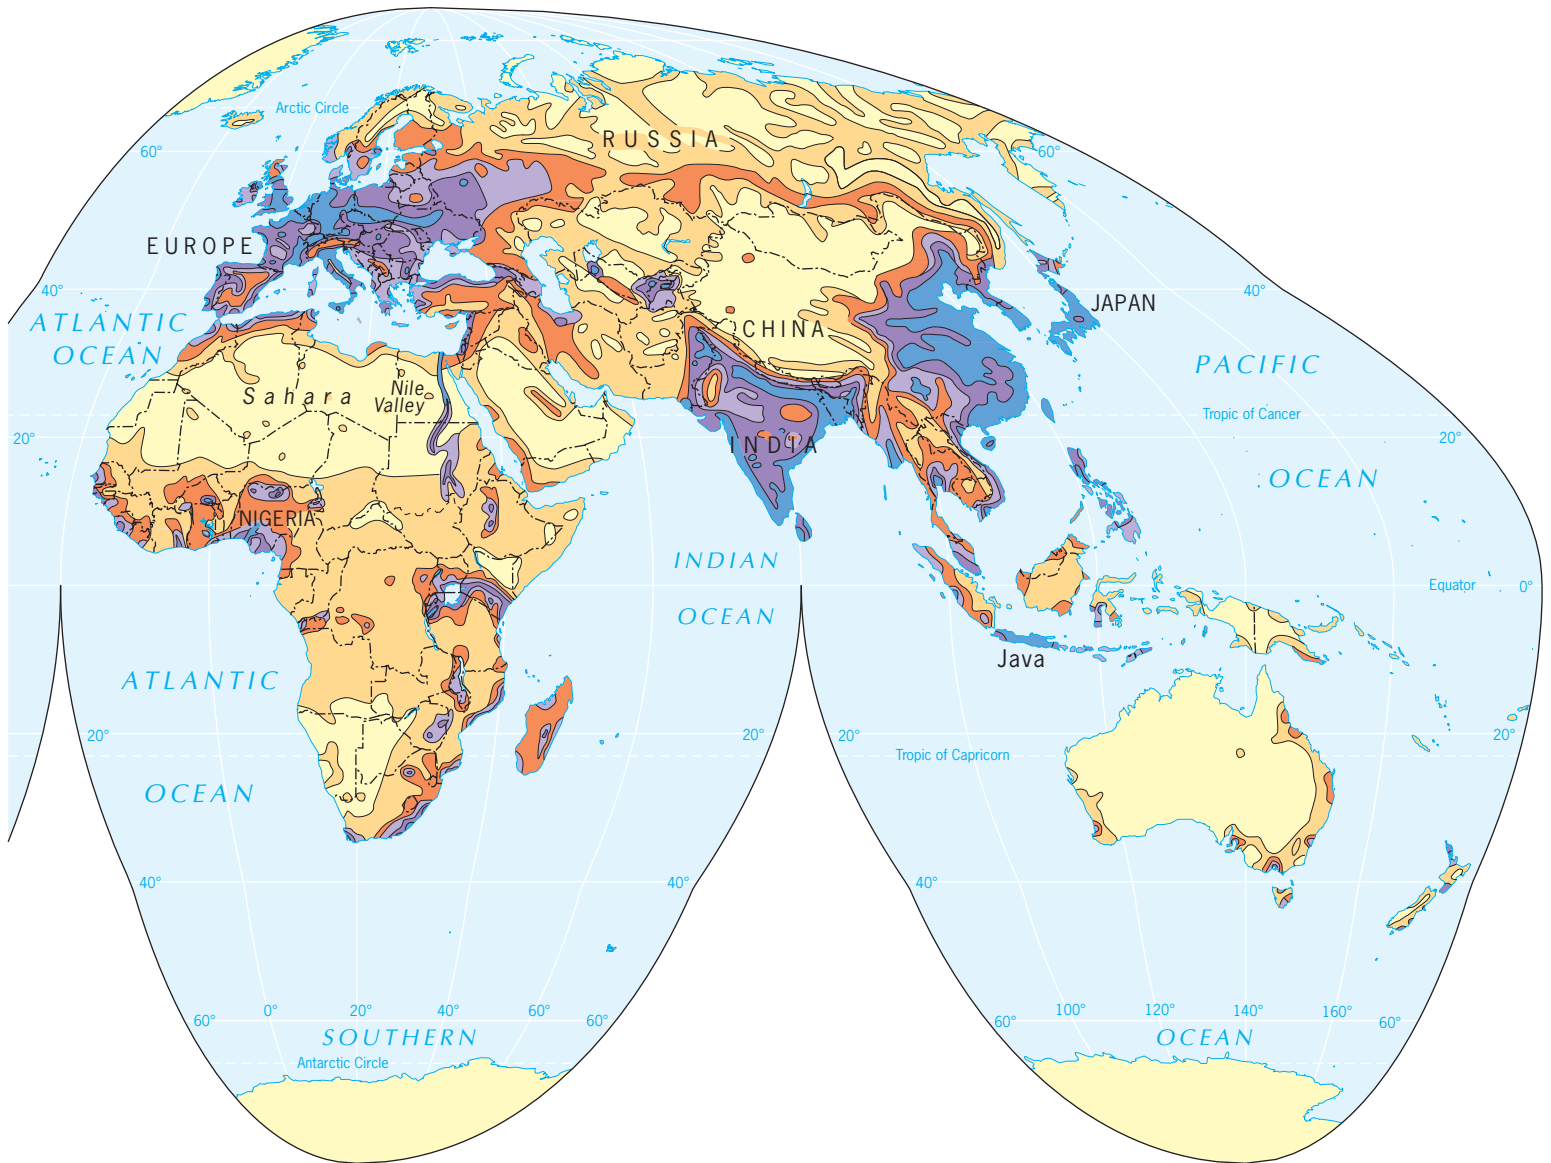 Arctic Circle
RUSSIA
60°
60°
EUROPE
40°
40°
JAPAN
ATLANTIC
OCEAN
CHINA
PACIFIC
Sahara
Nile
Valley
Tropic of Cancer
20°
INDIA
20°
OCEAN
NIGERIA
INDIAN
Equator
0°
OCEAN
Java
ATLANTIC
20°
20°
20°
20°
Tropic of Capricorn
OCEAN
40°
40°
40°
60°
0°
20°
40°
60°
60°
60°
100°
120°
140°
160°
60°
SOUTHERN
OCEAN
Antarctic Circle